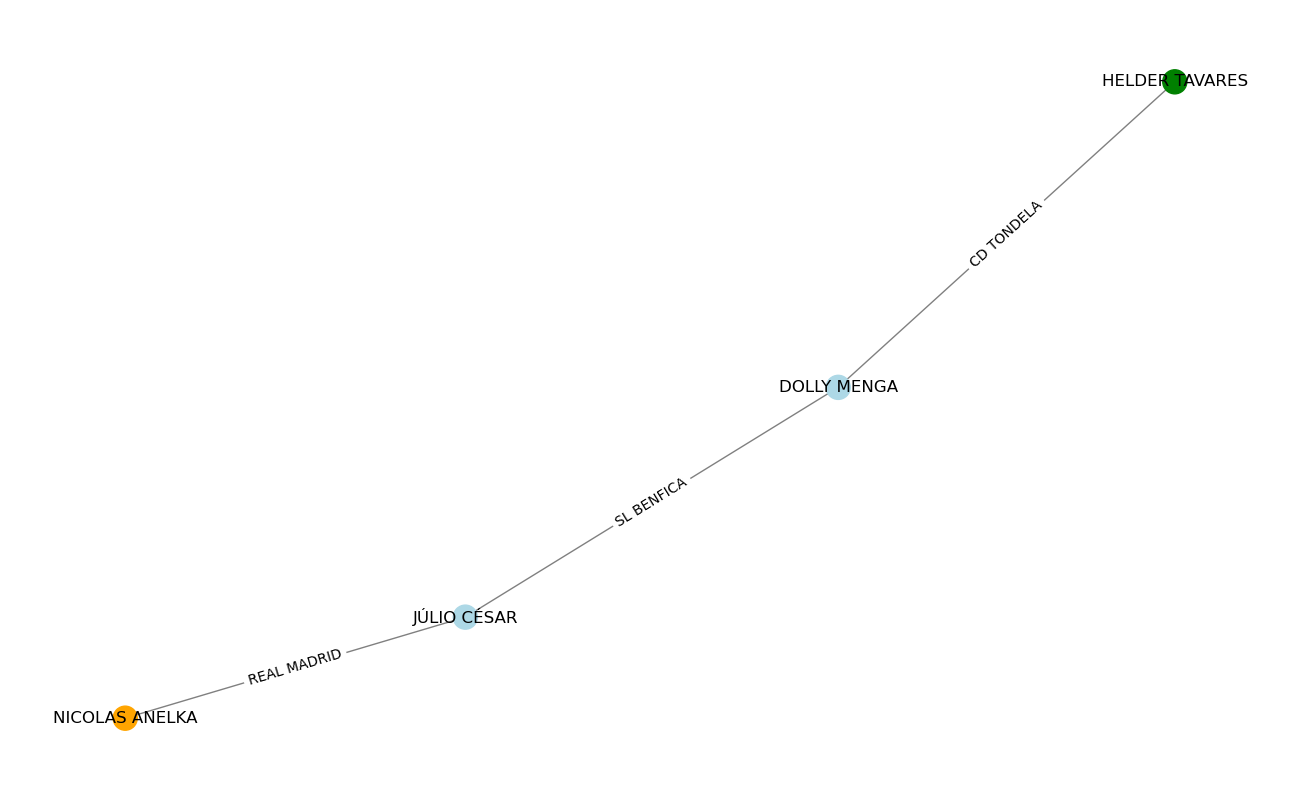 HELDER TAVARES
CD TONDELA
DOLLY MENGA
SL BENFICA
JÚLIO CÉSAR
REAL MADRID
NICOLAS ANELKA